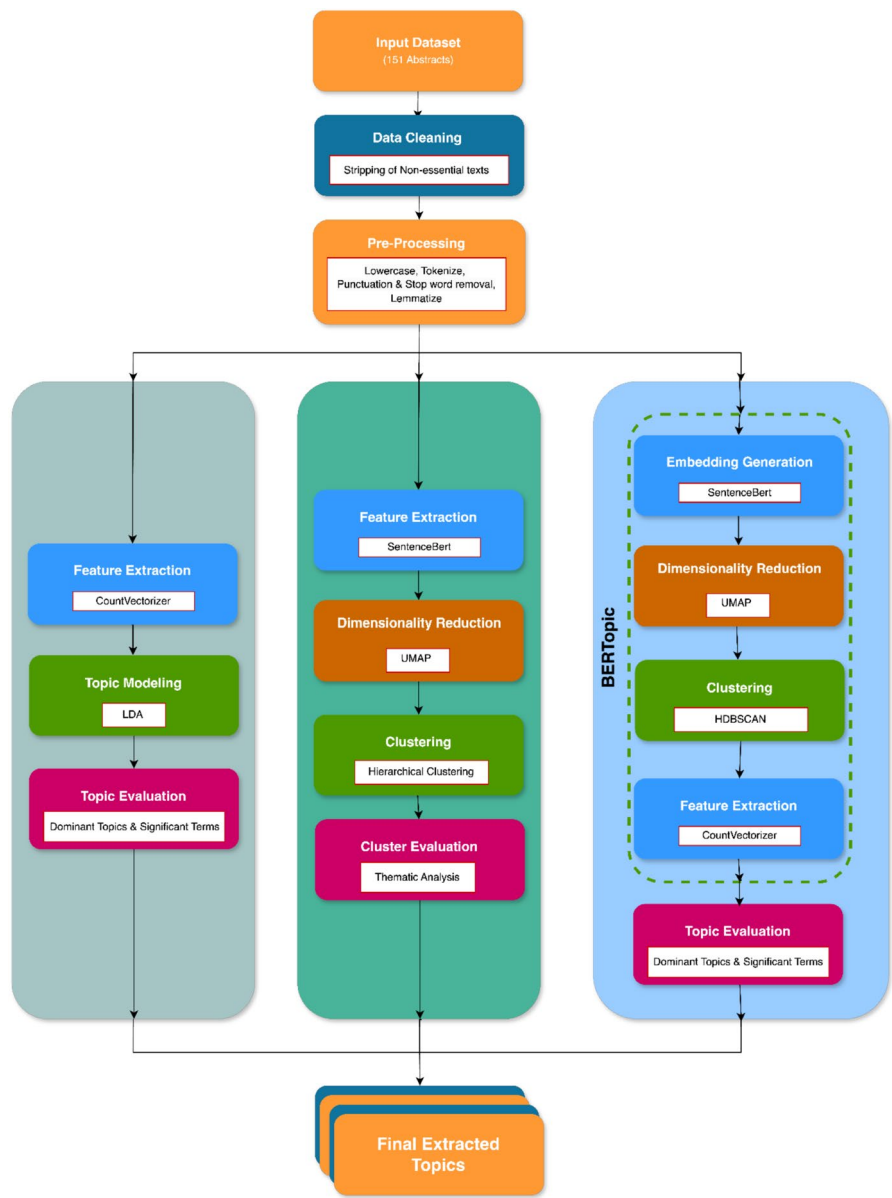 Input Dataset
(151 Abstracts)
Data Cleaning
Stripping of Non-essential texts
Pre-Processing
Lowercase, Tokenize,
Punctuation & Stop word removal,
Lemmatize
Feature Extraction
CountVectorizer
Topic Modeling
LDA
Topic Evaluation
Dominant Topics & Significant Terms
Feature Extraction
SentenceBert
Dimensionality Reduction
UMAP
Clustering
Hierarchical Clustering
Cluster Evaluation
Thematic Analysis
BERTopic
Embedding Generation
SentenceBert
Dimensionality Reduction
UMAP
Clustering
HDBSCAN
Feature Extraction
CountVectorizer
Topic Evaluation
Dominant Topics & Significant Terms
Final Extracted
Topics